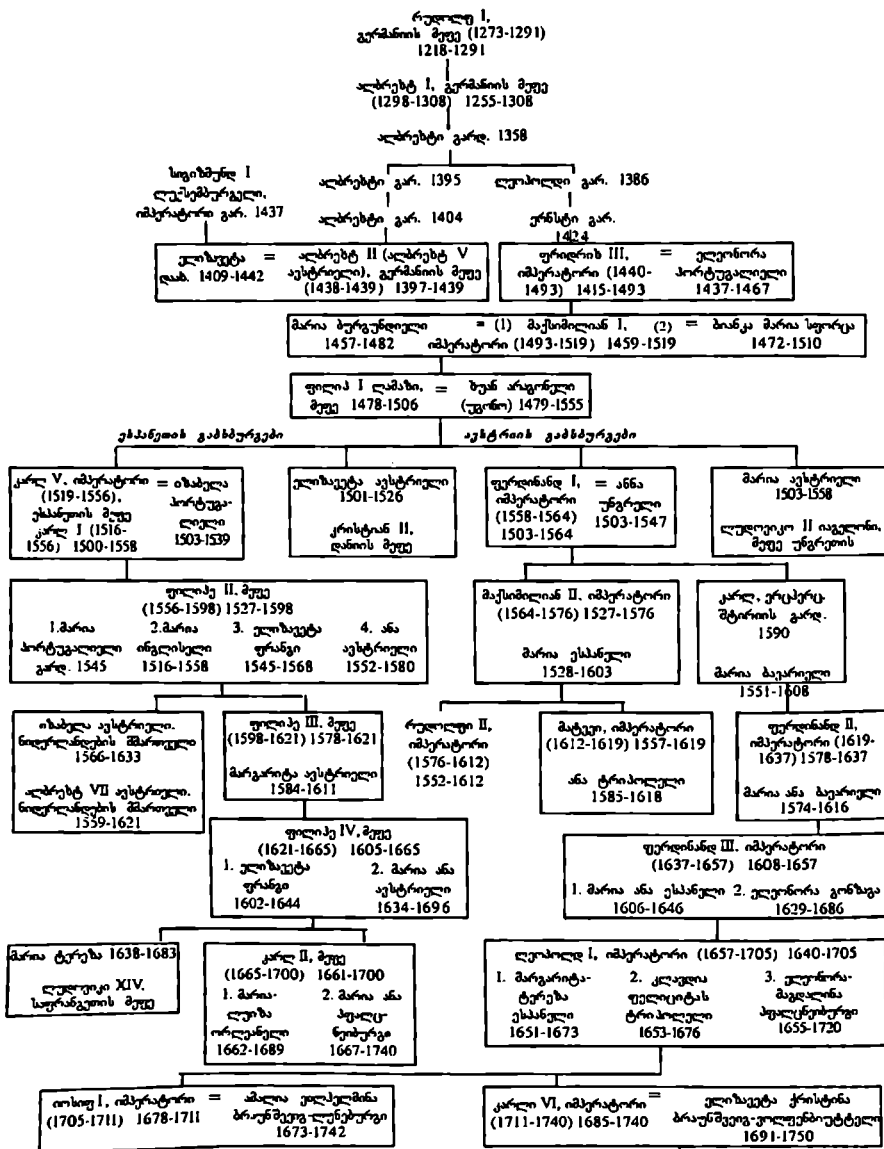 რუდოლფ I,
გერმანიის მეფე (1273-1291)
1218-1291
ალბრეხტ I, გერმანიის მეფე
(1298-1308) 1255-1308
ალბრეხტი გარდ. 1358
სიგიზმუნდ I
ლუქსემბურგელი,
იმპერატორი გარ. 1437
ალბრეხტი გარ. 1395
ლეოპოლდი გარ. 1386
ალბრეხტი გარ. 1404
ერნსტი გარ.
1424
ელიზავეტა =
დაახ. 1409-1442
ალბრეხტ II (ალბრეხტ V
ავსტრიელი), გერმანიის მეფე
(1438-1439) 1397-1439
ფრიდრიხ III, =
იმპერატორი (1440-
1493) 1415-1493
ელეონორა
პორტუგალიელი
1437-1467
მარია ბურგუნდიელი
1457-1482
= (1) მაქსიმილიან I, (2) =
იმპერატორი (1493-1519) 1459-1519
ბიანკა მარია სფორცა
1472-1510
ფილიპ I ლამაზი, =
მეფე 1478-1506
ხუან არაგონელი
(უგონო) 1479-1555
ესპანეთის გაბსბურგები
ავსტრიის გაბსბურგები
კარლ V, იმპერატორი
(1519-1556),
ესპანეთის მეფე
კარლ I (1516-
1556) 1500-1558
= იზაბელა
პორტუგა-
ლიელი
1503-1539
ელიზავეტა ავსტრიელი
1501-1526
კრისტიან II,
დანიის მეფე
ფერდინანდ I,
იმპერატორი
(1558-1564)
1503-1564
= ანნა
უნგრელი
1503-1547
მარია ავსტრიელი
1503-1558
ლუდოვიკო II იაგელონი,
მეფე უნგრეთის
ფილიპე II, მეფე
(1556-1598) 1527-1598
1.მარია
პორტუგალიელი
გარდ. 1545
2.მარია
ინგლისელი
1516-1558
3. ელიზავეტა
ფრანგი
1545-1568
4. ანა
ავსტრიელი
1552-1580
მაქსიმილიან II, იმპერატორი
(1564-1576) 1527-1576
მარია ესპანელი
1528-1603
კარლ, ერცჰერც.
შტირიის გარდ.
1590
მარია ბავარიელი
1551-1608
იზაბელა ავსტრიელი.
ნიდერლანდების მმართველი
1566-1633
ალბრეხტ VII ავსტრიელი.
ნიდერლანდების მმართველი
1559-1621
ფილიპე III, მეფე
(1598-1621) 1578-1621
მარგარიტა ავსტრიელი
1584-1611
რუდოლფი II,
იმპერატორი
(1576-1612)
1552-1612
მატვეი, იმპერატორი
(1612-1619) 1557-1619
ანა ტრიპოლელი
1585-1618
ფერდინანდ II,
იმპერატორი (1619-
1637) 1578-1637
მარია ანა ბავარიელი
1574-1616
ფილიპე IV, მეფე
(1621-1665) 1605-1665
1. ელიზავეტა
ფრანგი
1602-1644
2. მარია ანა
ავსტრიელი
1634-1696
ფერდინანდ III. იმპერატორი
(1637-1657) 1608-1657
1. მარია ანა ესპანელი
1606-1646
2. ელეონორა გონზაგა
1629-1686
მარია ტერეზა 1638-1683
ლუდოვიკი XIV.
საფრანგეთის მეფე
კარლ II, მეფე
(1665-1700) 1661-1700
1. მარია-
ლუიზა
ორლეანელი
1662-1689
2. მარია ანა
პფალც-
ნეიბურგი
1667-1740
ლეოპოლდ I, იმპერატორი (1657-1705) 1640-1705
1. მარგარიტა-
ტერეზა
ესპანელი
1651-1673
2. კლავდია
ფელიციტას
ტრიპოლელი
1653-1676
3. ელეონორა-
მაგდალინა
პფალცნეიბურგი
1655-1720
იოსიფ I, იმპერატორი =
(1705-1711) 1678-1711
ამალია ვილჰელმინა
ბრაუნშვეიგ-ლუნებურგი
1673-1742
კარლი VI, იმპერატორი =
(1711-1740) 1685-1740
ელიზავეტა ქრისტინა
ბრაუნშვეიგ-ვოლფენბიუტტელი
1691-1750